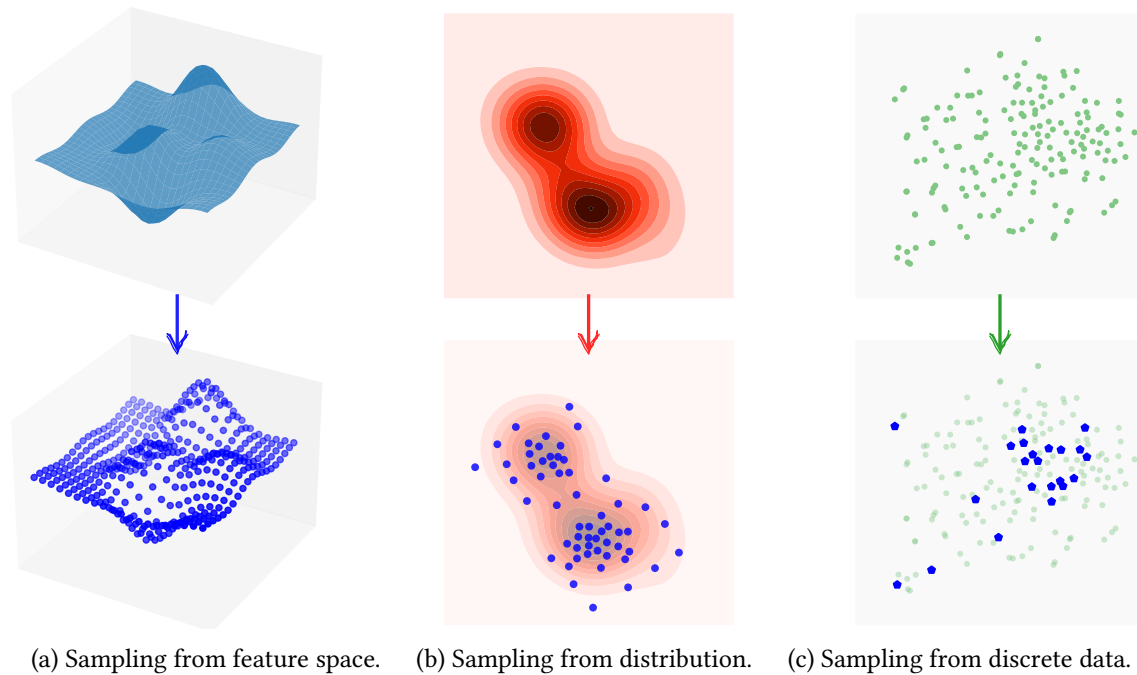 (a) Sampling from feature space.
(b) Sampling from distribution.
(c) Sampling from discrete data.